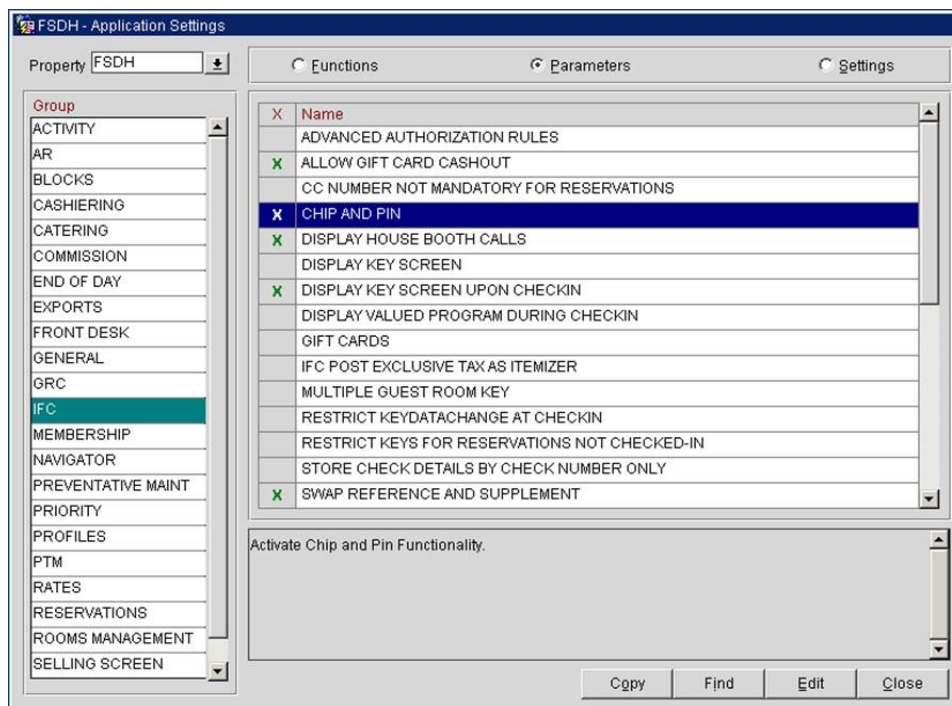 FSDH - Application Settings
Property FSDH
Functions Parameters Settings
Group
ACTIVITY
AR
BLOCKS
CASHIERING
CATERING
COMMISSION
END OF DAY
EXPORTS
FRONT DESK
GENERAL
GRC
IFC
MEMBERSHIP
NAVIGATOR
PREVENTATIVE MAINT
PRIORITY
PROFILES
PTM
RATES
RESERVATIONS
ROOMS MANAGEMENT
SELLING SCREEN
X Name
ADVANCED AUTHORIZATION RULES
X ALLOW GIFT CARD CASHOUT
CC NUMBER NOT MANDATORY FOR RESERVATIONS
X CHIP AND PIN
X DISPLAY HOUSE BOOTH CALLS
DISPLAY KEY SCREEN
X DISPLAY KEY SCREEN UPON CHECKIN
DISPLAY VALUED PROGRAM DURING CHECKIN
GIFT CARDS
IFC POST EXCLUSIVE TAX AS ITEMIZER
MULTIPLE GUEST ROOM KEY
RESTRICT KEYDATACHANGE AT CHECKIN
RESTRICT KEYS FOR RESERVATIONS NOT CHECKED-IN
STORE CHECK DETAILS BY CHECK NUMBER ONLY
X SWAP REFERENCE AND SUPPLEMENT
Activate Chip and Pin Functionality.
Copy Find Edit Close